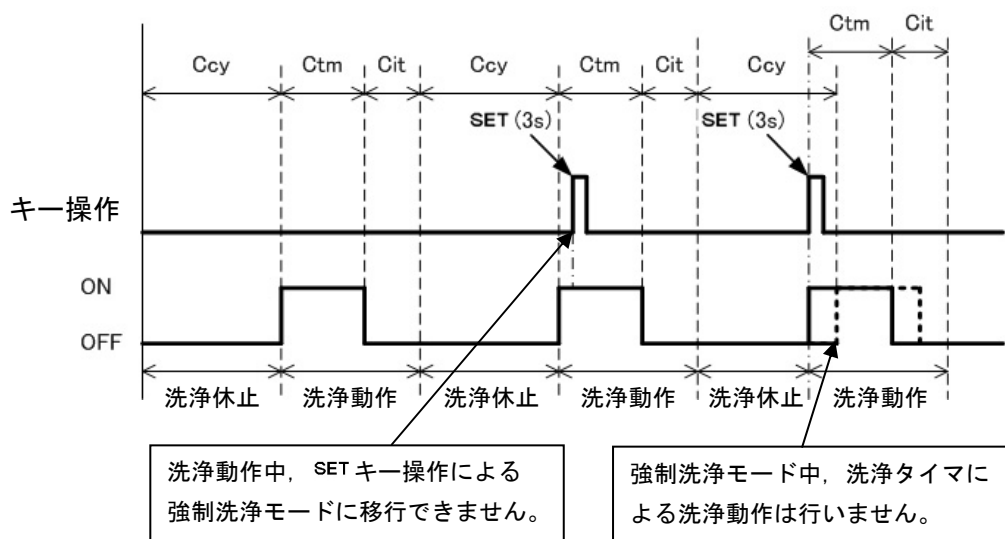 Ctm Cit
Ccy Ctm Cit Ccy Ctm Cit Ccy
SET (3s) SET (3s)
キー操作
ON
OFF
洗浄休止 洗浄動作 洗浄休止 洗浄動作 洗浄休止 洗浄動作
洗浄動作中，SET キー操作による
強制洗浄モードに移行できません。
強制洗浄モード中，洗浄タイマに
よる洗浄動作は行いません。